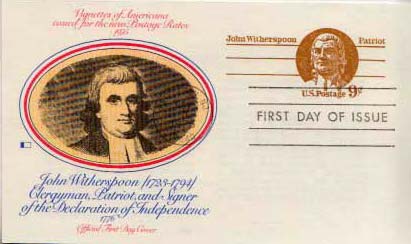 Vignettes of Americana
issued for the new Postage Rates
1975
John Witherspoon (1723-1794)
Clergyman, Patriot, and Signer
of the Declaration of Independence
1776
Official First Day Cover
John Witherspoon Patriot
U.S. Postage 9c
FIRST DAY OF ISSUE